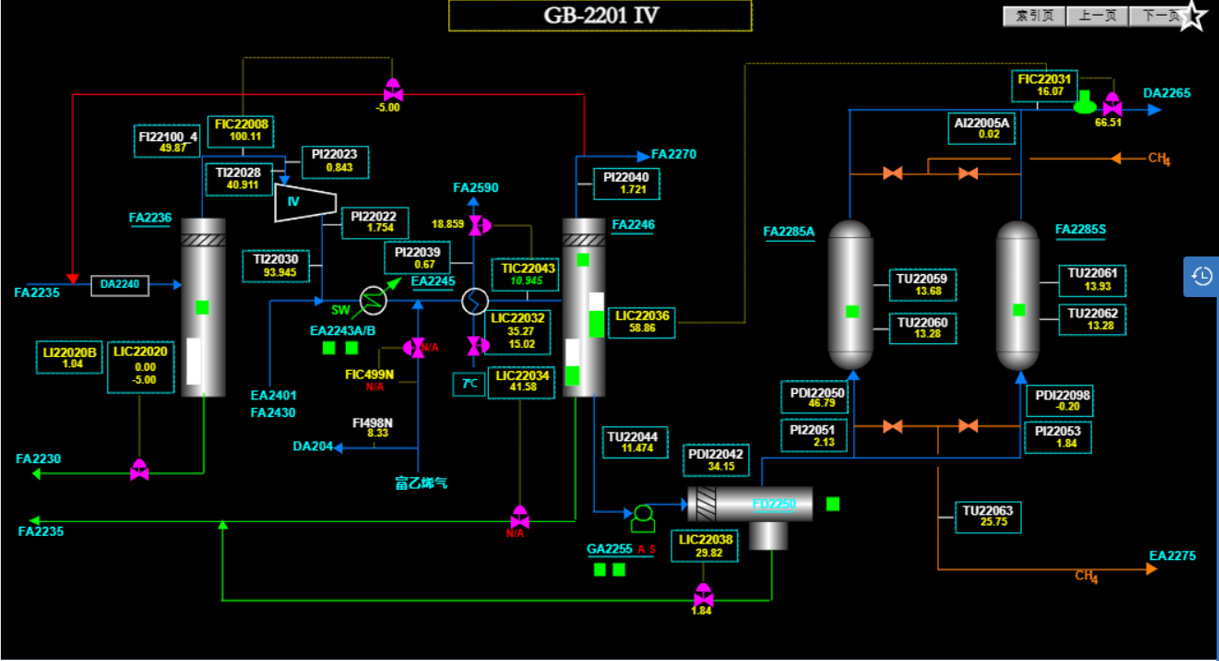 GB-2201 IV
索引页
上一页
下一页
FIC22031
16.07
DA2265
66.51
-5.00
FIC22008
100.11
FI22100_4
49.87
AI22005A
0.02
CH4
PI22023
0.843
FA2270
TI22028
40.911
PI22040
1.721
FA2590
IV
FA2236
PI22022
1.754
18.859
FA2246
FA2285A
FA2285S
TI22030
93.945
PI22039
0.67
TIC22043
10.945
EA2245
TU22059
13.68
TU22061
13.93
FA2235
DA2240
SW
LIC22032
35.27
15.02
LIC22036
58.86
TU22060
13.28
TU22062
13.28
EA2243A/B
N/A
LI22020B
1.04
LIC22020
0.00
-5.00
FIC499N
N/A
7℃
LIC22034
41.58
EA2401
FA2430
PDI22050
46.79
PDI22098
-0.20
FI498N
8.33
DA204
TU22044
11.474
PI22051
2.13
PI22053
1.84
FA2230
PDI22042
34.15
富乙烯气
FD2250
TU22063
25.75
FA2235
N/A
GA2255 A S
LIC22038
29.82
EA2275
CH4
1.84